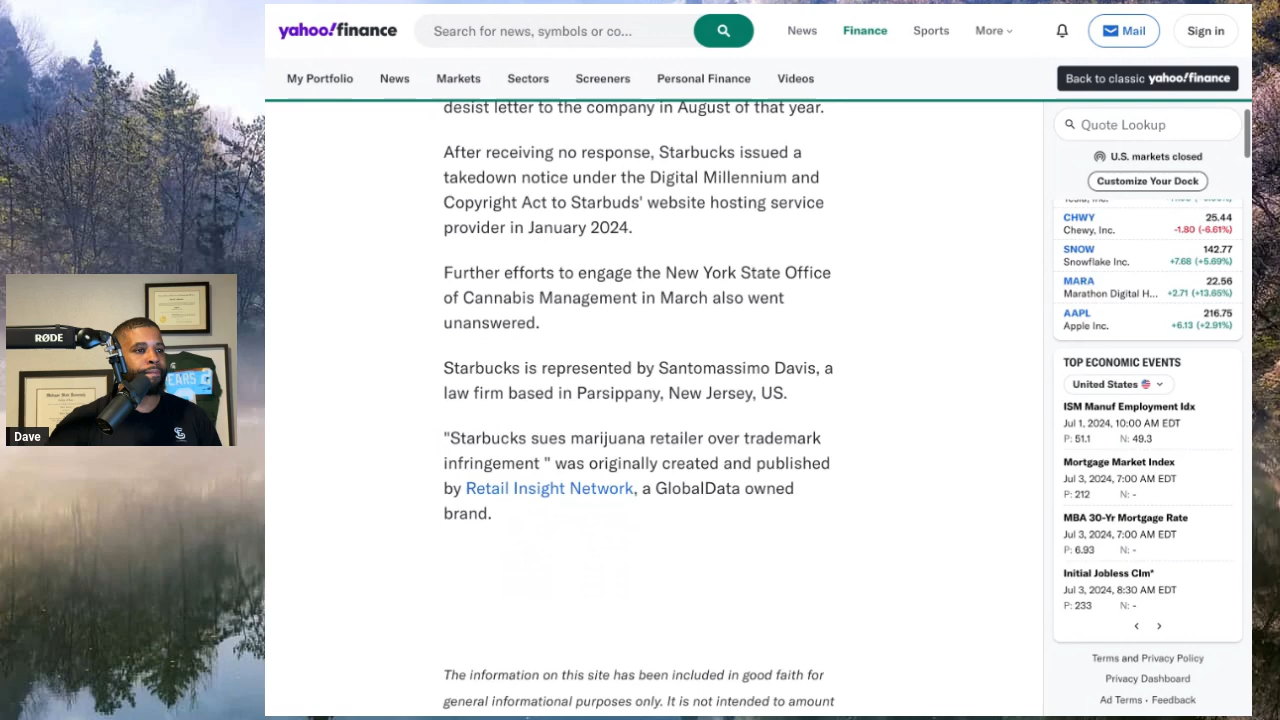 yahoo!finance
Search for news, symbols or co...
News
Finance
Sports
More
Mail
Sign in
My Portfolio
News
Markets
Sectors
Screeners
Personal Finance
Videos
Back to classic yahoo!finance
desist letter to the company in August of that year.
After receiving no response, Starbucks issued a
takedown notice under the Digital Millennium and
Copyright Act to Starbuds' website hosting service
provider in January 2024.
Further efforts to engage the New York State Office
of Cannabis Management in March also went
unanswered.
Starbucks is represented by Santomassimo Davis, a
law firm based in Parsippany, New Jersey, US.
"Starbucks sues marijuana retailer over trademark
infringement " was originally created and published
by Retail Insight Network, a GlobalData owned
brand.
The information on this site has been included in good faith for
general informational purposes only. It is not intended to amount
Quote Lookup
U.S. markets closed
Customize Your Dock
CHWY 25.44
Chewy, Inc. -1.80 (-6.61%)
SNOW 142.77
Snowflake Inc. +7.68 (+5.69%)
MARA 22.56
Marathon Digital H... +2.71 (+13.65%)
AAPL 216.75
Apple Inc. +6.13 (+2.91%)
TOP ECONOMIC EVENTS
United States
ISM Manuf Employment Idx
Jul 1, 2024, 10:00 AM EDT
P: 51.1 N: 49.3
Mortgage Market Index
Jul 3, 2024, 7:00 AM EDT
P: 212 N: -
MBA 30-Yr Mortgage Rate
Jul 3, 2024, 7:00 AM EDT
P: 6.93 N: -
Initial Jobless Clm*
Jul 3, 2024, 8:30 AM EDT
P: 233 N: -
Terms and Privacy Policy
Privacy Dashboard
Ad Terms • Feedback
RØDE
EARS
Dave